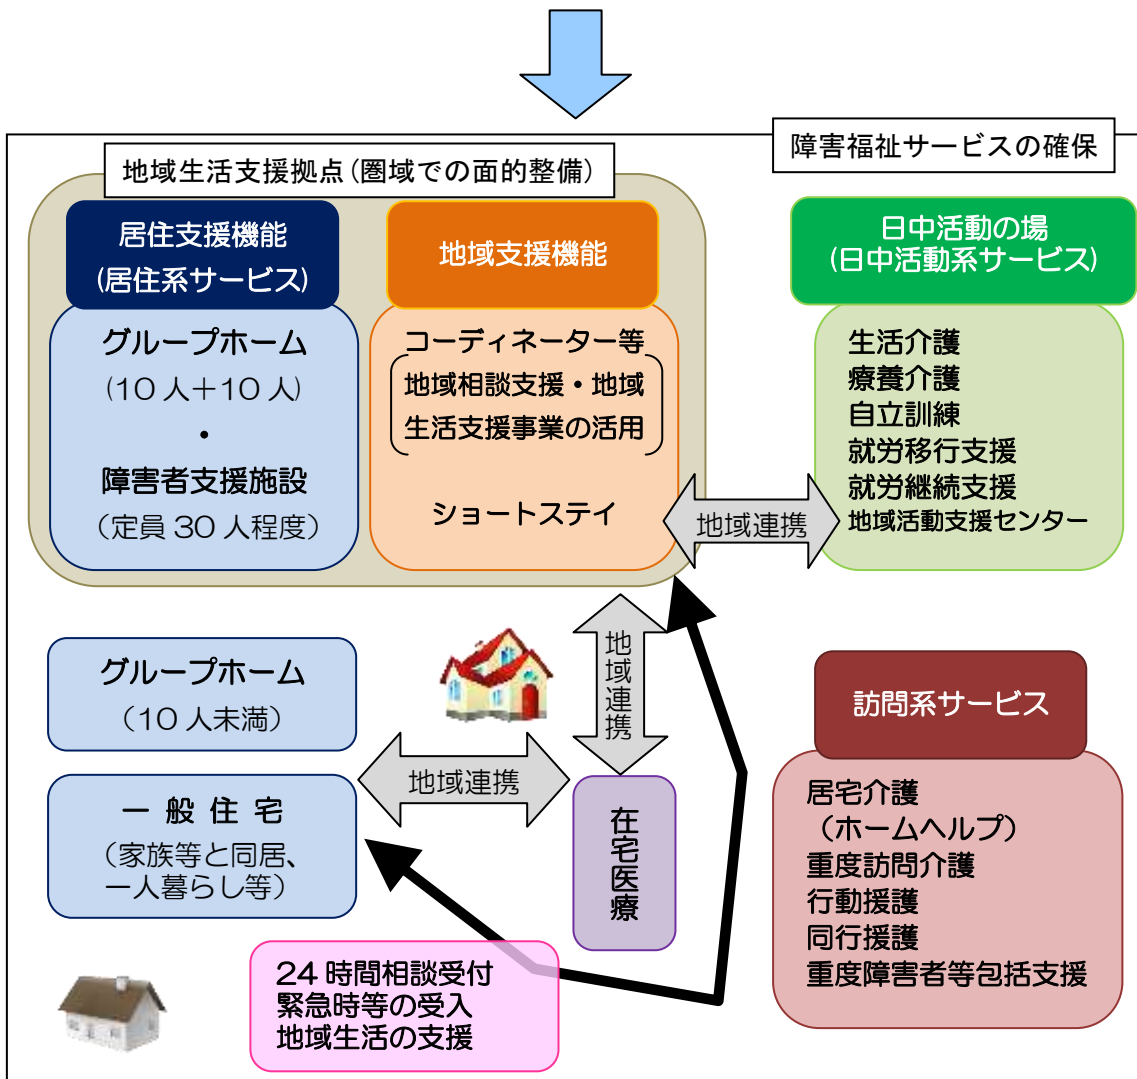 障害福祉サービスの確保
地域生活支援拠点(圏域での面的整備)
居住支援機能
(居住系サービス)
グループホーム
(10人＋10人)
・
障害者支援施設
（定員30人程度）
地域支援機能
コーディネーター等
地域相談支援・地域
生活支援事業の活用
ショートステイ
地域連携
日中活動の場
(日中活動系サービス)
生活介護
療養介護
自立訓練
就労移行支援
就労継続支援
地域活動支援センター
グループホーム
（10人未満）
一般住宅
（家族等と同居、
一人暮らし等）
地域連携
地域連携
在宅医療
訪問系サービス
居宅介護
（ホームヘルプ）
重度訪問介護
行動援護
同行援護
重度障害者等包括支援
24時間相談受付
緊急時等の受入
地域生活の支援